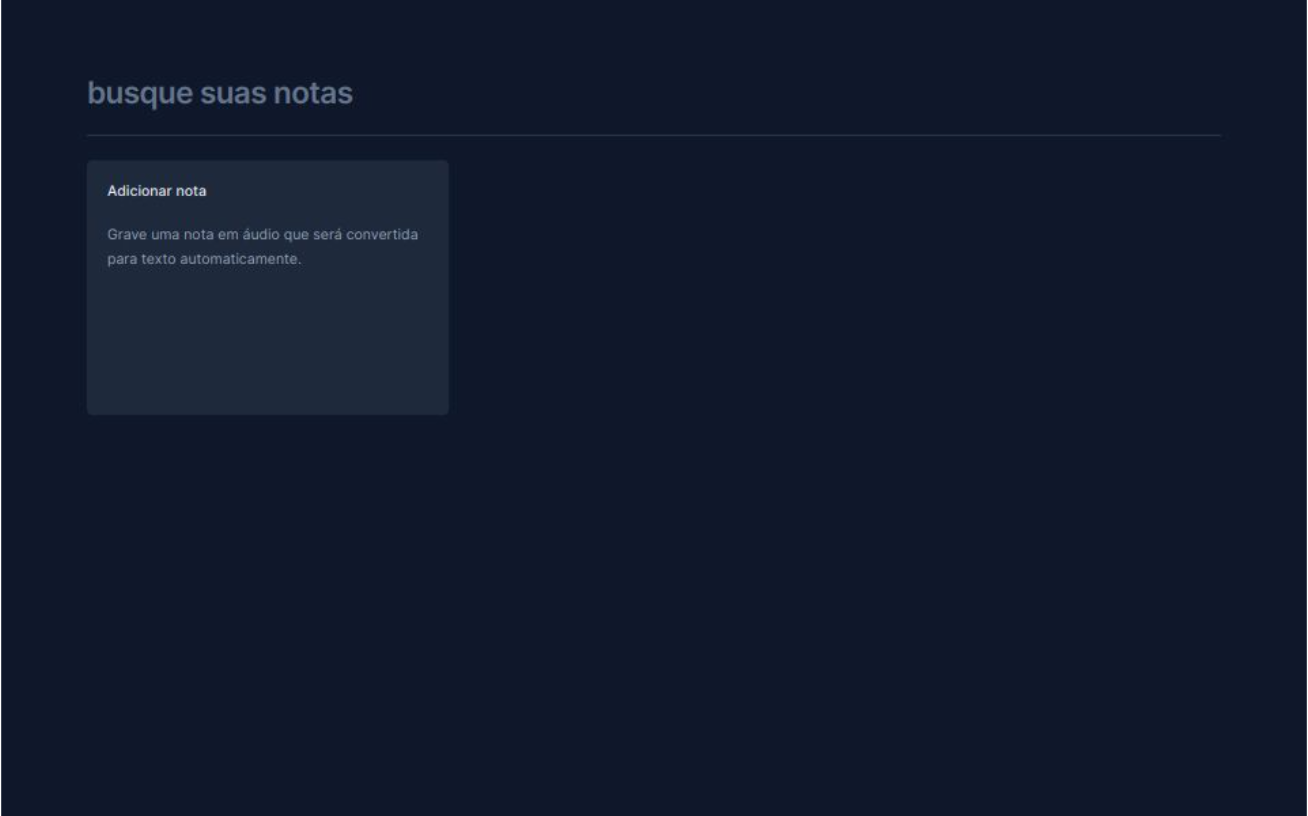 busque suas notas
Adicionar nota
Grave uma nota em áudio que será convertida
para texto automaticamente.